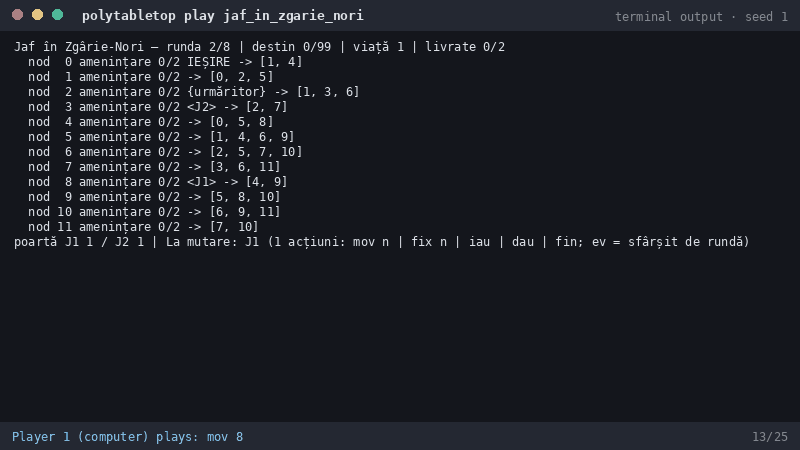 polytabletop play jaf_in_zgarie_nori
terminal output · seed 1
Jaf în Zgârie-Nori — runda 2/8 | destin 0/99 | viață 1 | livrate 0/2
nod 0 amenințare 0/2 IEȘIRE -> [1, 4]
nod 1 amenințare 0/2 -> [0, 2, 5]
nod 2 amenințare 0/2 {urmăritor} -> [1, 3, 6]
nod 3 amenințare 0/2 <J2> -> [2, 7]
nod 4 amenințare 0/2 -> [0, 5, 8]
nod 5 amenințare 0/2 -> [1, 4, 6, 9]
nod 6 amenințare 0/2 -> [2, 5, 7, 10]
nod 7 amenințare 0/2 -> [3, 6, 11]
nod 8 amenințare 0/2 <J1> -> [4, 9]
nod 9 amenințare 0/2 -> [5, 8, 10]
nod 10 amenințare 0/2 -> [6, 9, 11]
nod 11 amenințare 0/2 -> [7, 10]
poartă J1 1 / J2 1 | La mutare: J1 (1 acțiuni: mov n | fix n | iau | dau | fin; ev = sfârșit de rundă)
Player 1 (computer) plays: mov 8
13/25